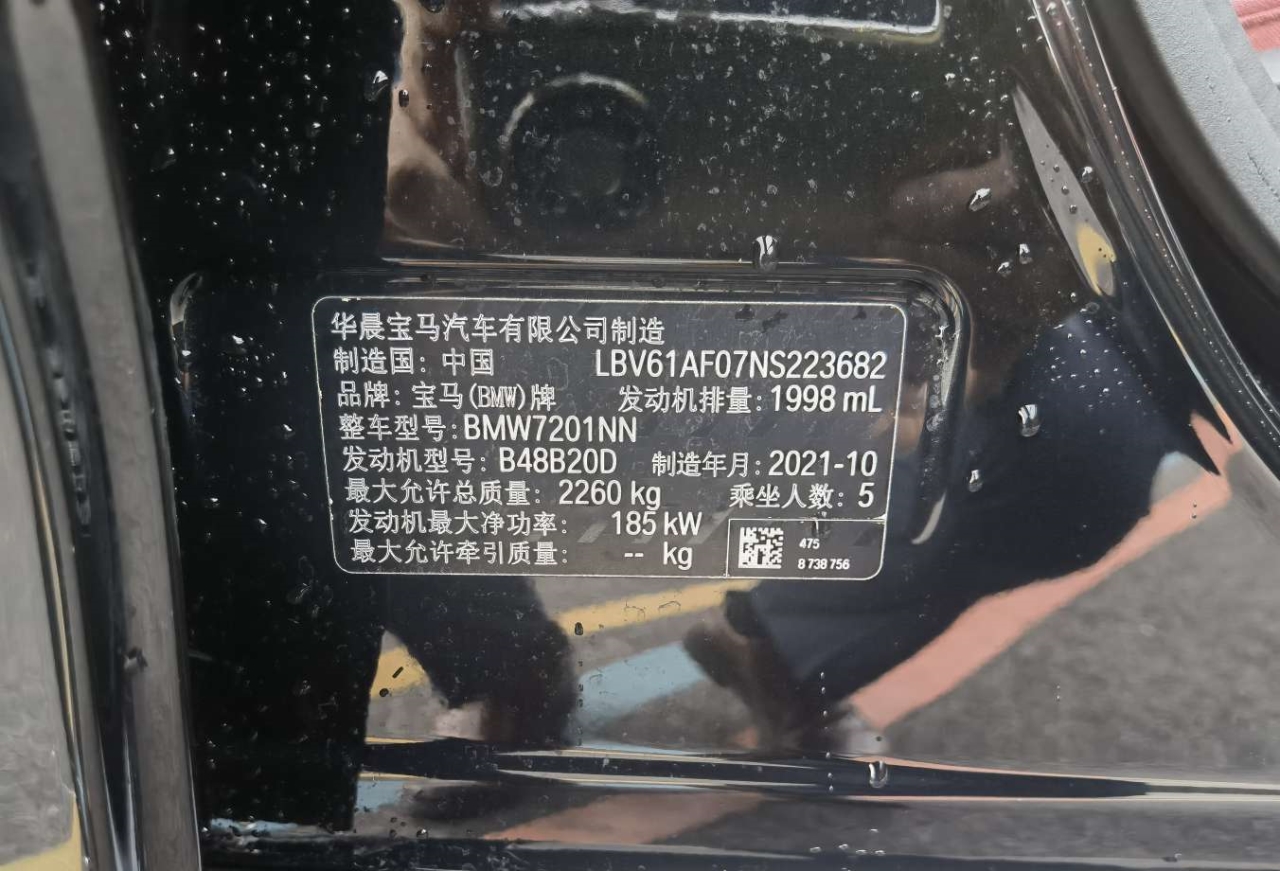 华晨宝马汽车有限公司制造
制造国：中国 LBV61AF07NS223682
品牌：宝马(BMW)牌 发动机排量：1998 mL
整车型号：BMW7201NN
发动机型号：B48B20D 制造年月：2021-10
最大允许总质量：2260 kg 乘坐人数：5
发动机最大净功率： 185 kW
最大允许牵引质量： -- kg
475
8 738 756